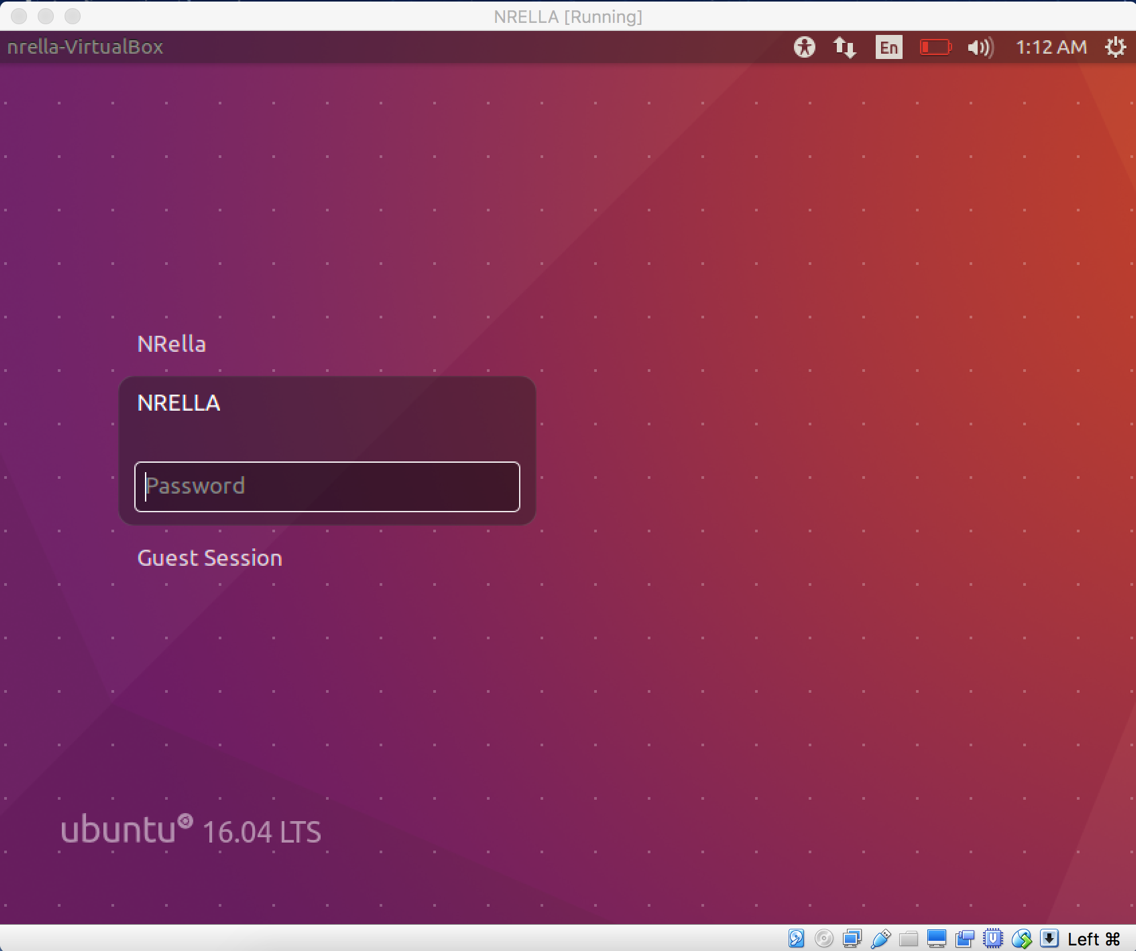 NRELLA [Running]
nrella-VirtualBox En 1:12 AM
NRella
NRELLA
Password
Guest Session
ubuntu 16.04 LTS
Left ⌘